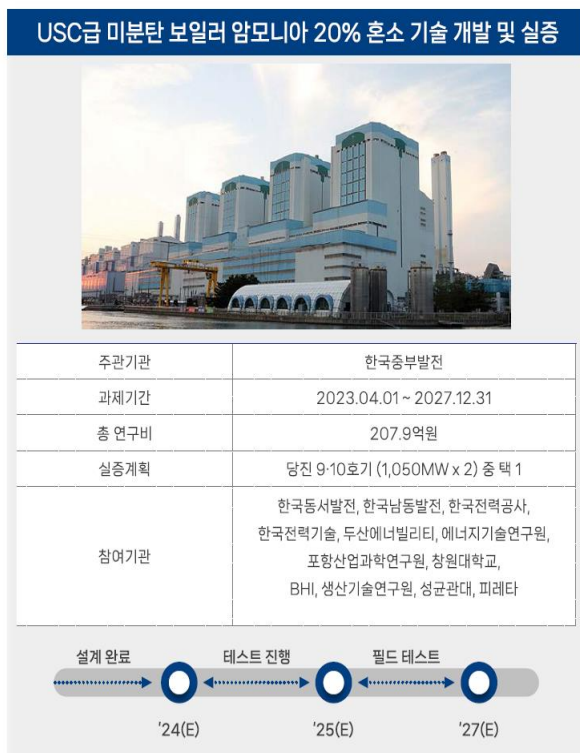 USC급 미분탄 보일러 암모니아 20% 혼소 기술 개발 및 실증
주관기관
한국중부발전
과제기간
2023.04.01 ~ 2027.12.31
총 연구비
207.9억원
실증계획
당진 9·10호기 (1,050MW x 2) 중 택 1
참여기관
한국동서발전, 한국남동발전, 한국전력공사,
한국전력기술, 두산에너빌리티, 에너지기술연구원,
포항산업과학연구원, 창원대학교,
BHI, 생산기술연구원, 성균관대, 피레타
설계 완료
테스트 진행
필드 테스트
'24(E)
'25(E)
'27(E)